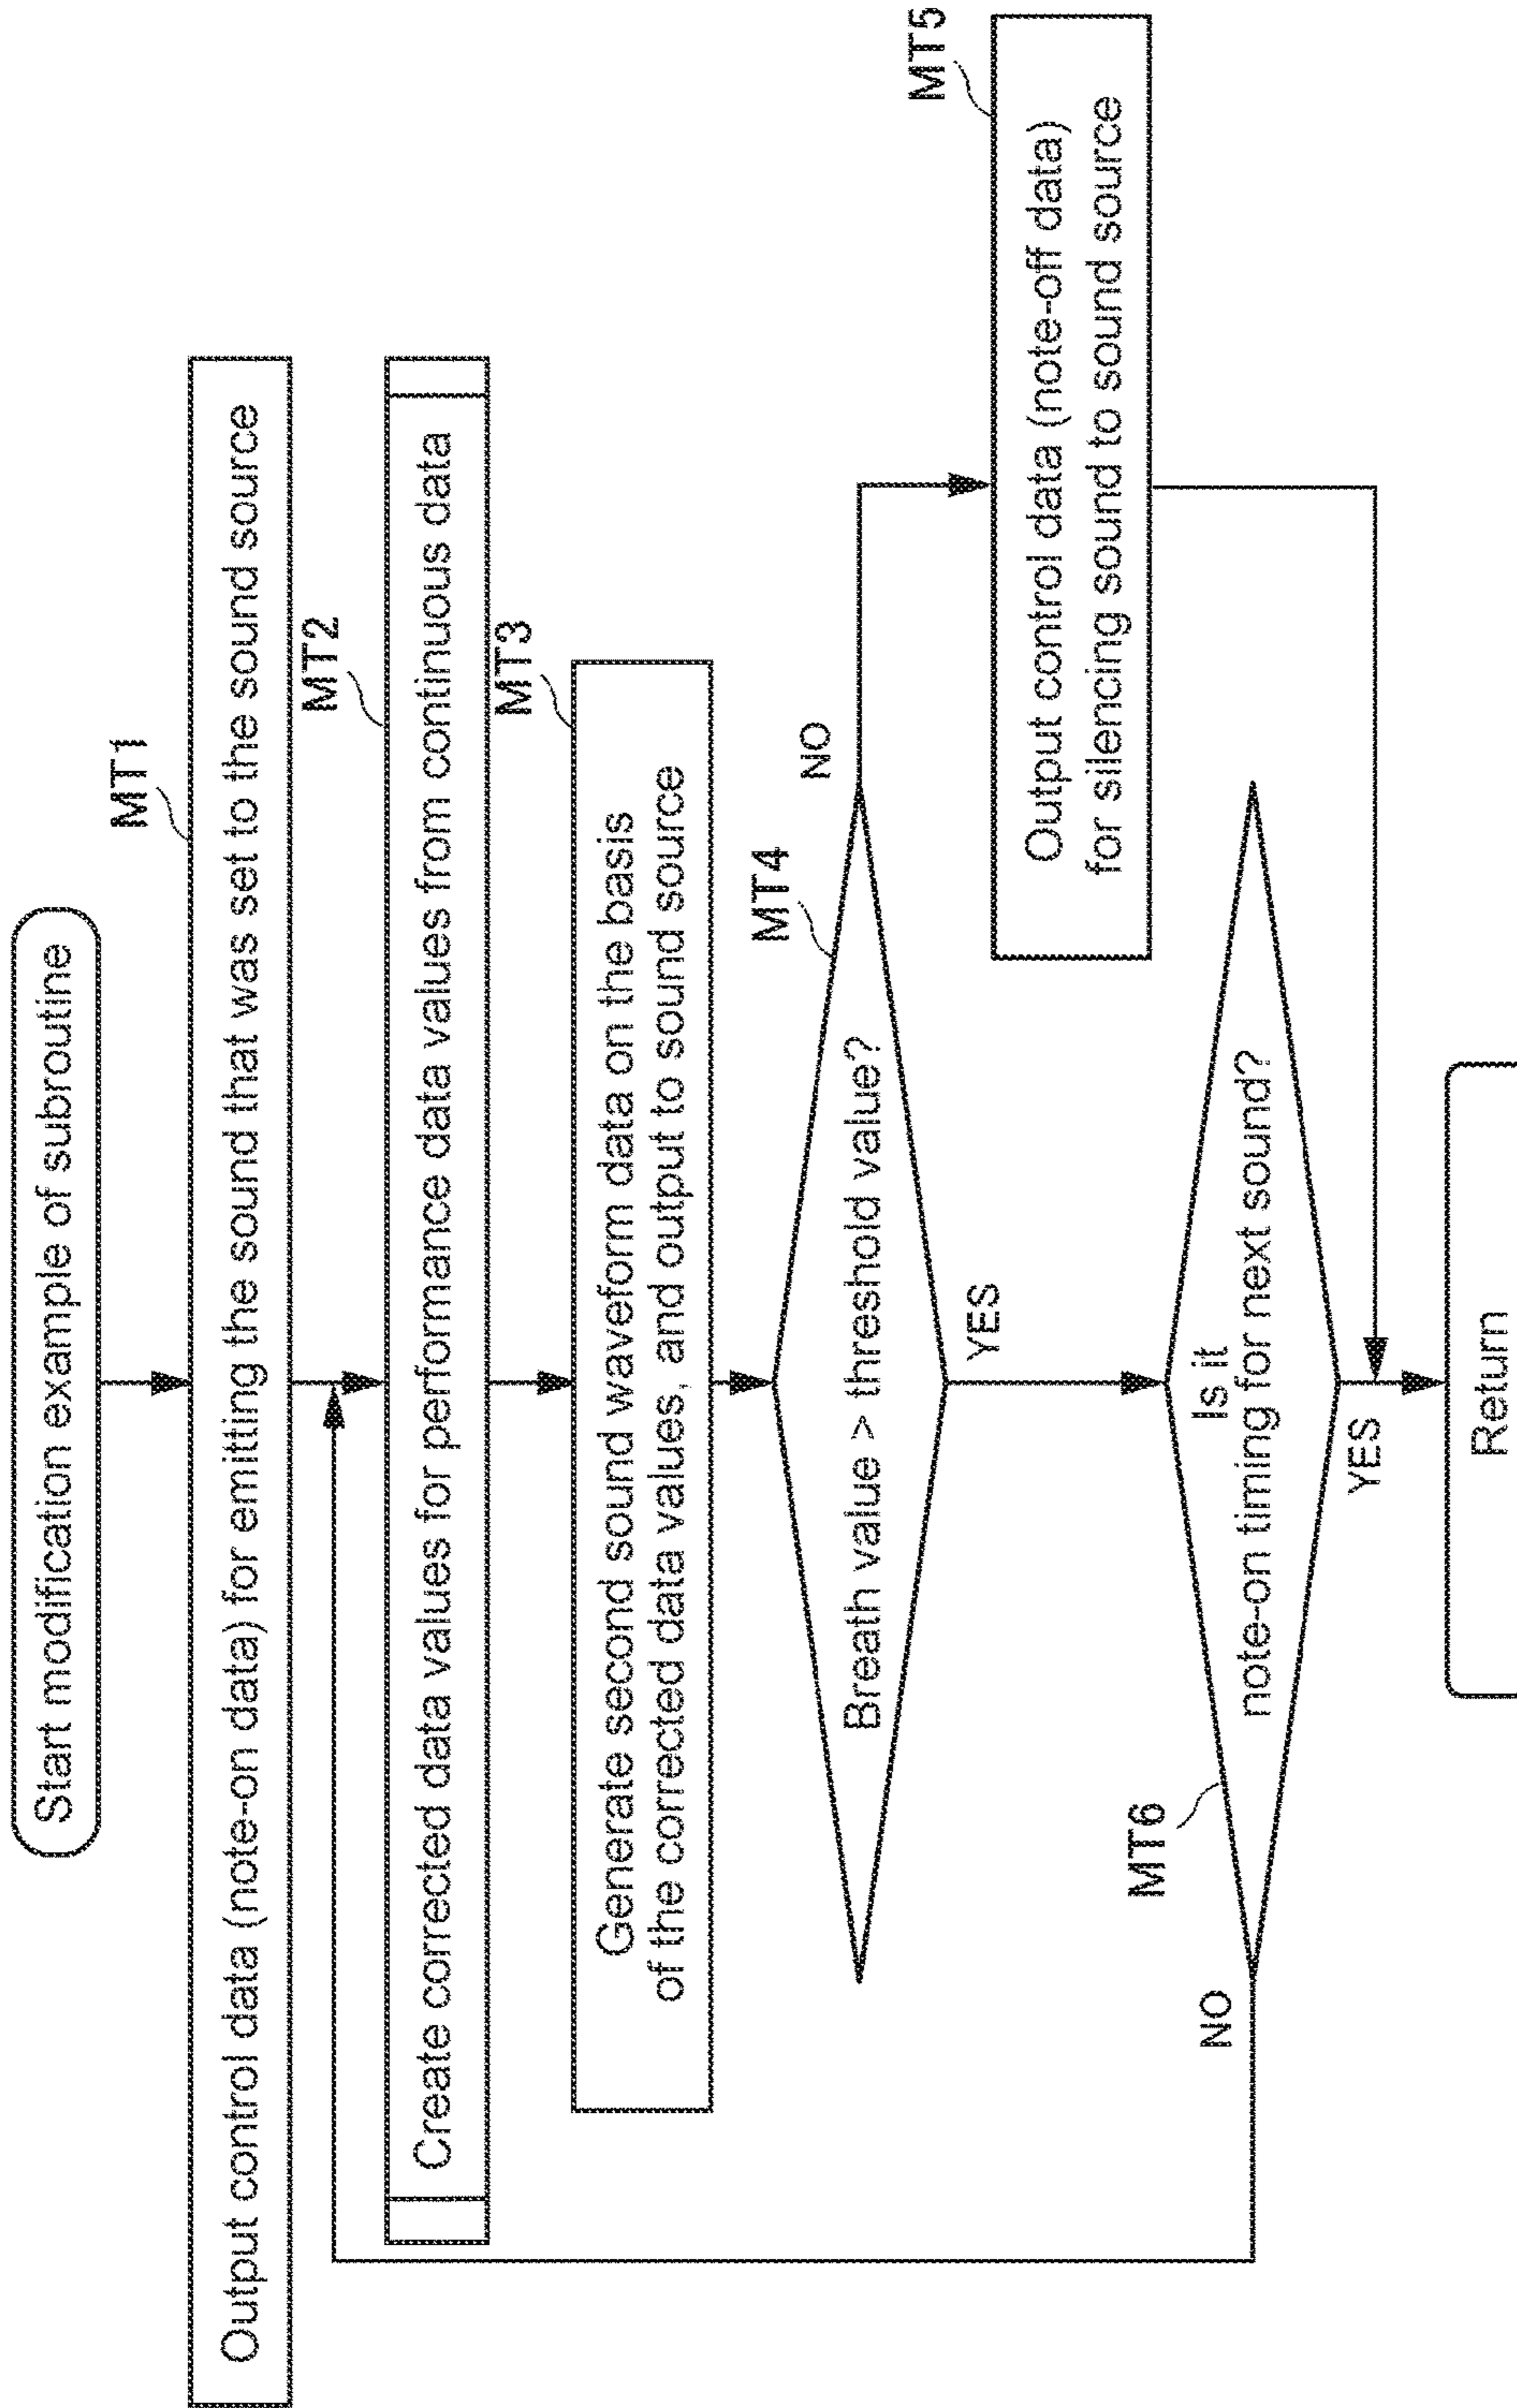 Start modification example of subroutine
MT1
Output control data (note-on data) for emitting the sound that was set to the sound source
MT2
Create corrected data values for performance data values from continuous data
MT3
Generate second sound waveform data on the basis
of the corrected data values, and output to sound source
MT4
Breath value > threshold value?
NO
YES
MT5
Output control data (note-off data)
for silencing sound to sound source
MT6
Is it
note-on timing for next sound?
NO
YES
Return